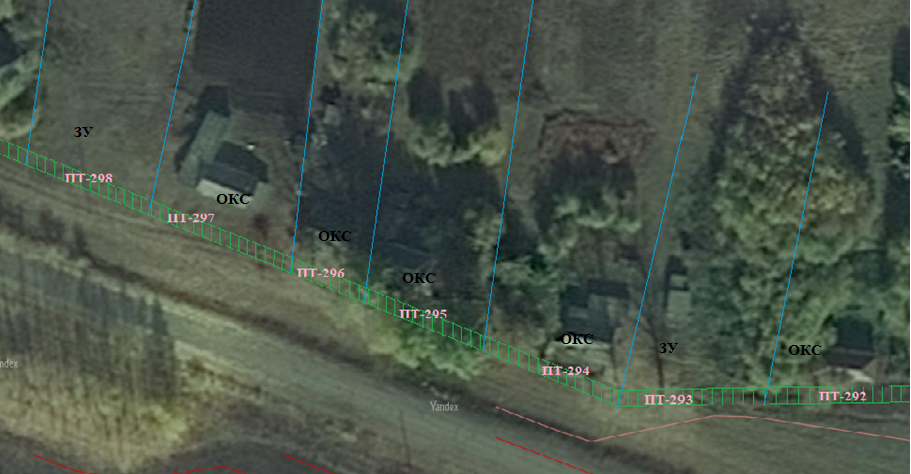 ЗУ
ПТ-298
ОКС
ПТ-297
ОКС
ПТ-296
ОКС
ПТ-295
ОКС
ПТ-294
ЗУ
ПТ-293
ОКС
ПТ-292
ndex
Yandex